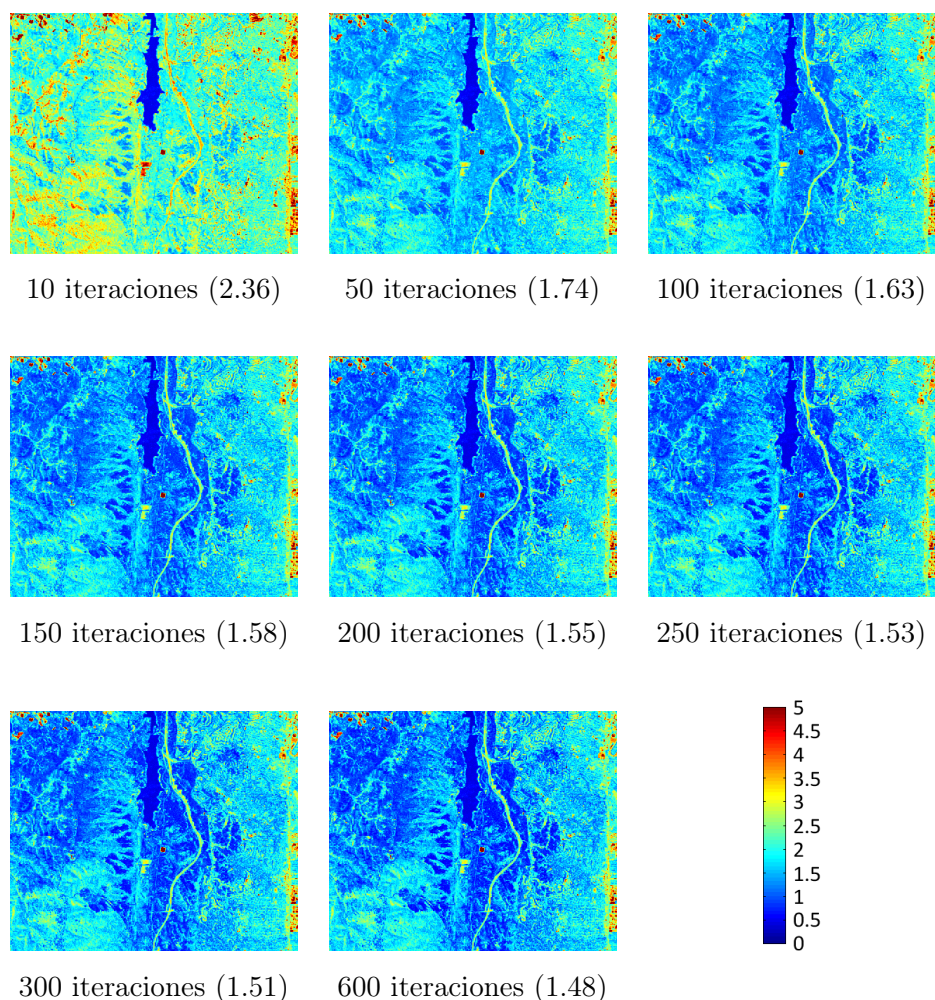 10 iteraciones (2.36)
50 iteraciones (1.74)
100 iteraciones (1.63)
150 iteraciones (1.58)
200 iteraciones (1.55)
250 iteraciones (1.53)
5
4.5
4
3.5
3
2.5
2
1.5
1
0.5
0
300 iteraciones (1.51)
600 iteraciones (1.48)